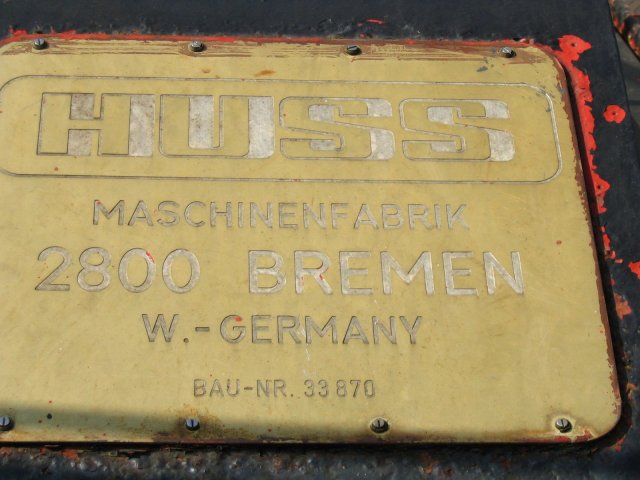 HUSS
MASCHINENFABRIK
2800 BREMEN
W.-GERMANY
BAU-NR. 33 870